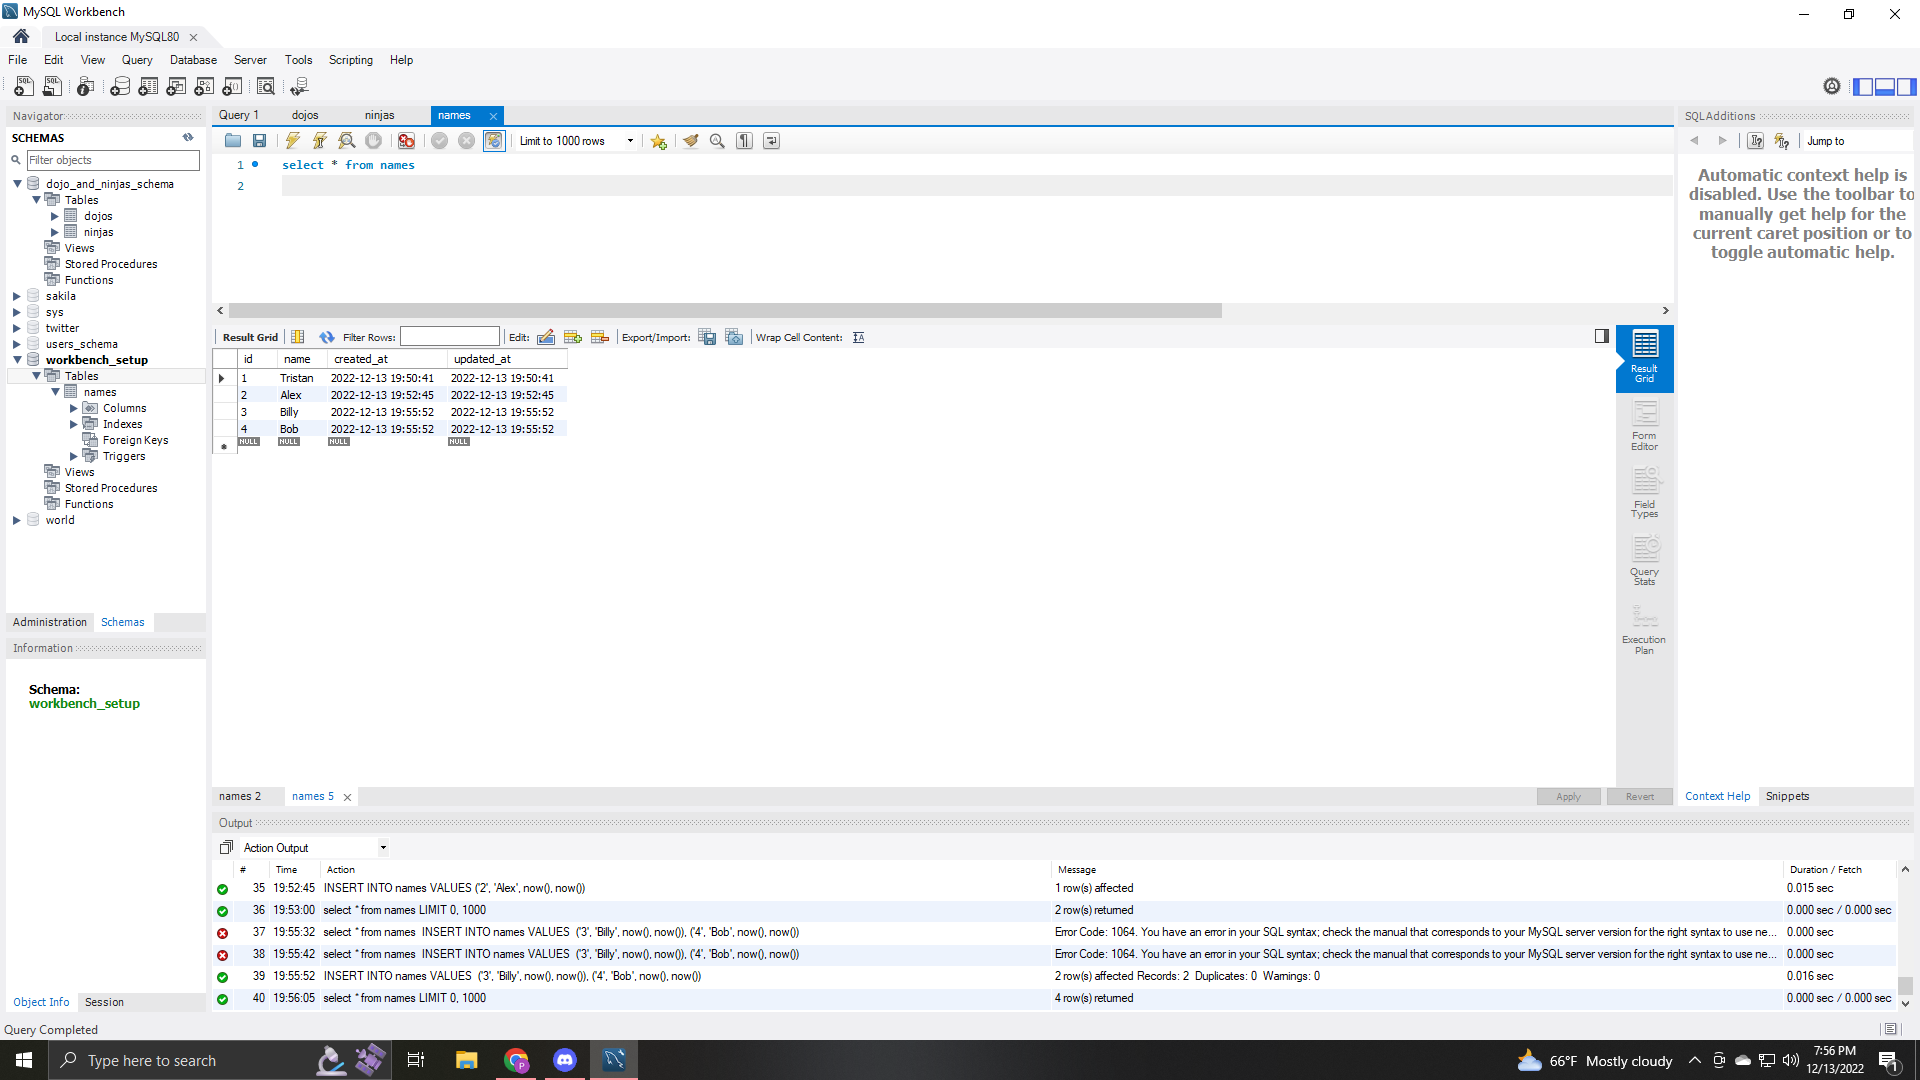 MySQL Workbench
Local instance MySQL80
File Edit View Query Database Server Tools Scripting Help
Navigator
SCHEMAS
Filter objects
dojo_and_ninjas_schema
Tables
dojos
ninjas
Views
Stored Procedures
Functions
sakila
sys
twitter
users_schema
workbench_setup
Tables
names
Columns
Indexes
Foreign Keys
Triggers
Views
Stored Procedures
Functions
world
Administration Schemas
Information
Schema:
workbench_setup
Object Info Session
Query Completed
Query 1 dojos ninjas names
Limit to 1000 rows
1 select * from names
2
Result Grid Filter Rows: Edit: Export/Import: Wrap Cell Content:
id name created_at updated_at
1 Tristan 2022-12-13 19:50:41 2022-12-13 19:50:41
2 Alex 2022-12-13 19:52:45 2022-12-13 19:52:45
3 Billy 2022-12-13 19:55:52 2022-12-13 19:55:52
4 Bob 2022-12-13 19:55:52 2022-12-13 19:55:52
NULL NULL NULL NULL
Result
Grid
Form
Editor
Field
Types
Query
Stats
Execution
Plan
names 2 names 5
Apply Revert
SQLAdditions
Jump to
Automatic context help is
disabled. Use the toolbar to
manually get help for the
current caret position or to
toggle automatic help.
Context Help Snippets
Output
Action Output
# Time Action Message Duration / Fetch
35 19:52:45 INSERT INTO names VALUES ('2', 'Alex', now(), now()) 1 row(s) affected 0.015 sec
36 19:53:00 select * from names LIMIT 0, 1000 2 row(s) returned 0.000 sec / 0.000 sec
37 19:55:32 select * from names INSERT INTO names VALUES ('3', 'Billy', now(), now()), ('4', 'Bob', now(), now()) Error Code: 1064. You have an error in your SQL syntax; check the manual that corresponds to your MySQL server version for the right syntax to use ne... 0.000 sec
38 19:55:42 select * from names INSERT INTO names VALUES ('3', 'Billy', now(), now()), ('4', 'Bob', now(), now()) Error Code: 1064. You have an error in your SQL syntax; check the manual that corresponds to your MySQL server version for the right syntax to use ne... 0.000 sec
39 19:55:52 INSERT INTO names VALUES ('3', 'Billy', now(), now()), ('4', 'Bob', now(), now()) 2 row(s) affected Records: 2 Duplicates: 0 Warnings: 0 0.016 sec
40 19:56:05 select * from names LIMIT 0, 1000 4 row(s) returned 0.000 sec / 0.000 sec
Type here to search
66°F Mostly cloudy
7:56 PM
12/13/2022
1